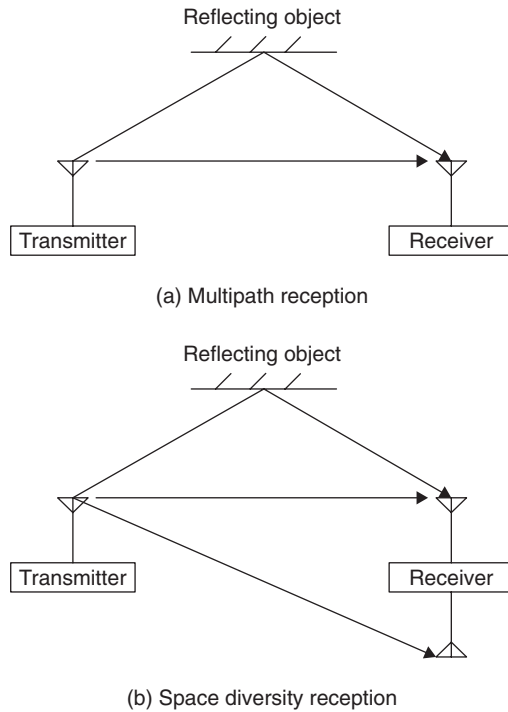 Reflecting object
Transmitter
Receiver
(a) Multipath reception
Reflecting object
Transmitter
Receiver
(b) Space diversity reception